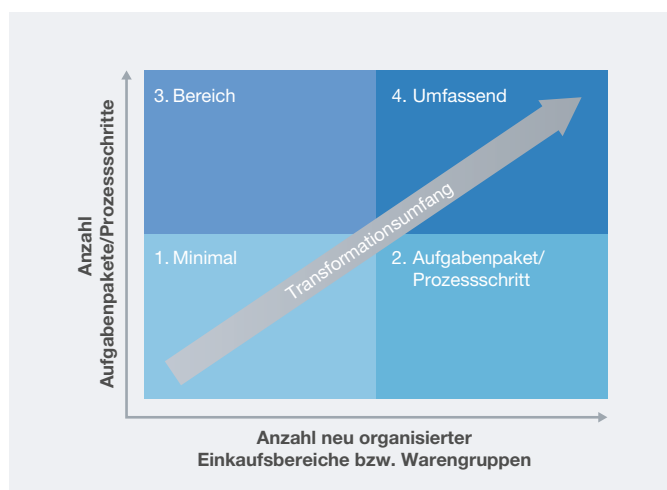 Anzahl
Aufgabenpakete/Prozessschritte
3. Bereich
4. Umfassend
1. Minimal
2. Aufgabenpaket/
Prozessschritt
Transformationsumfang
Anzahl neu organisierter
Einkaufsbereiche bzw. Warengruppen